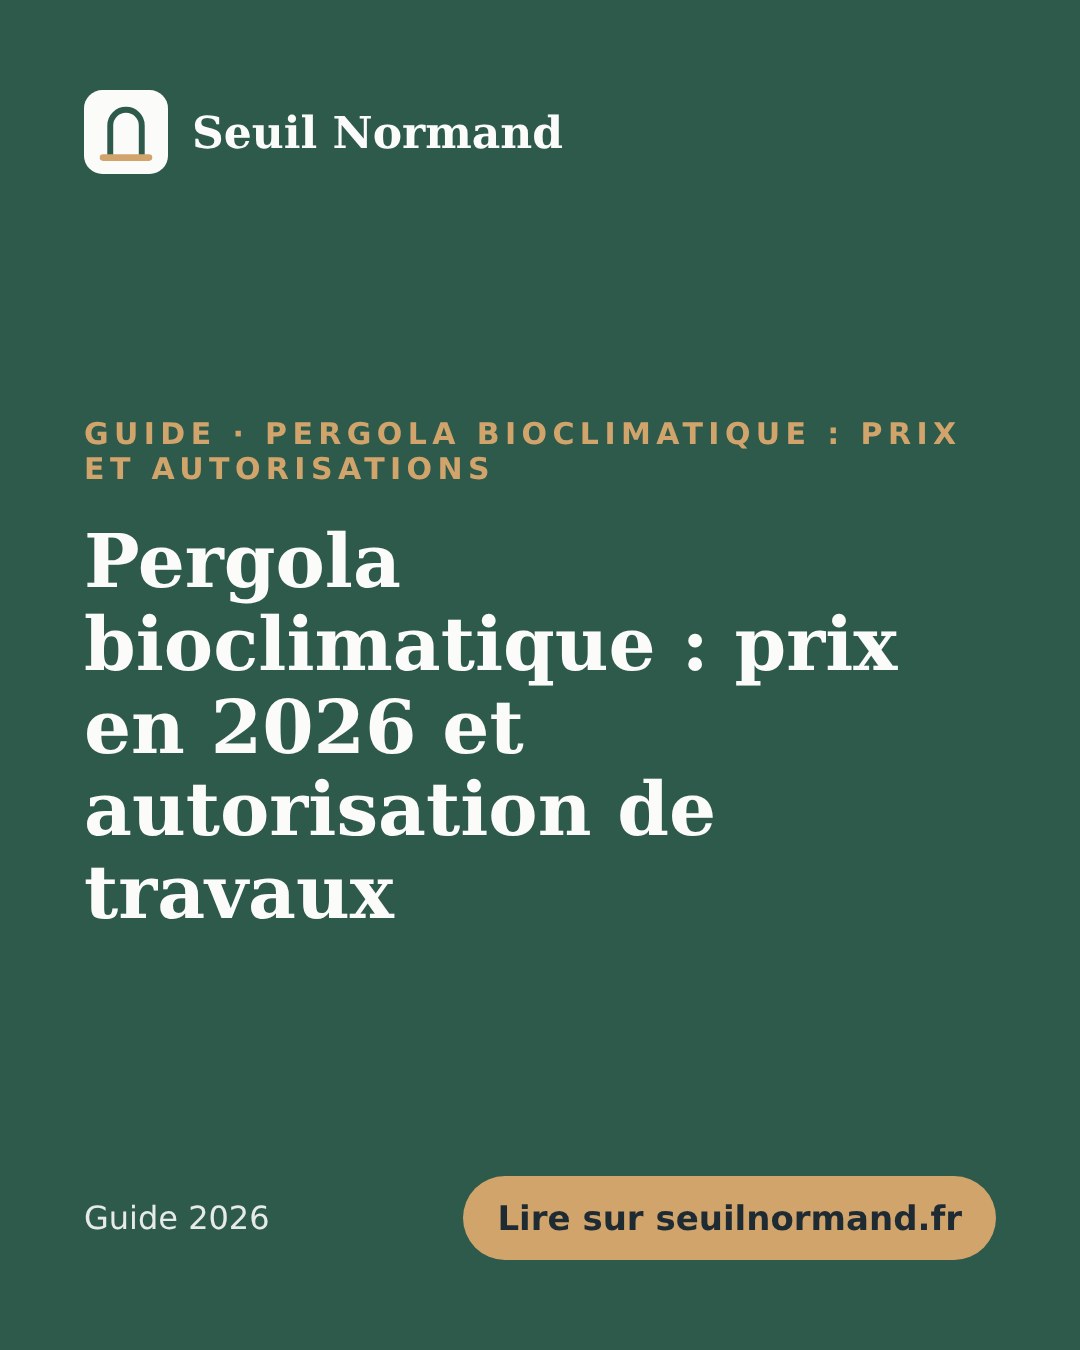 Seuil Normand
GUIDE · PERGOLA BIOCLIMATIQUE : PRIX
ET AUTORISATIONS
Pergola
bioclimatique : prix
en 2026 et
autorisation de
travaux
Guide 2026
Lire sur seuilnormand.fr